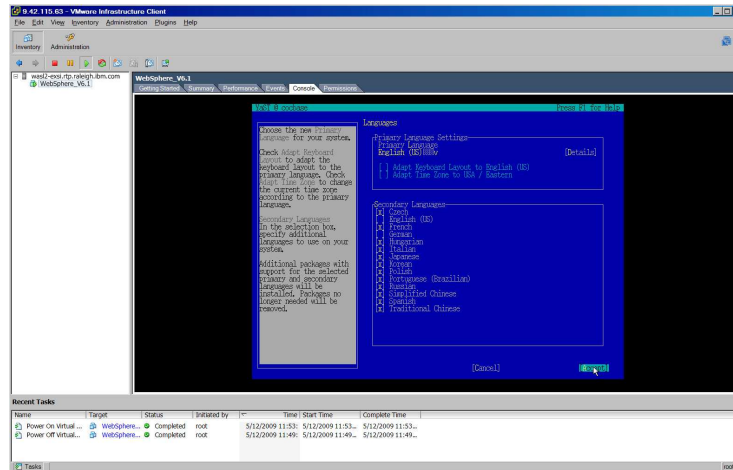 9.42.115.63 - VMware Infrastructure Client
File Edit View Inventory Administration Plugins Help
Inventory Administration
wasl2-esxi.rtp.raleigh.ibm.com
WebSphere_V6.1
WebSphere_V6.1
Getting Started Summary Performance Events Console Permissions
YaST @ cochase Press F1 for Help
Choose the new Primary
Language for your system.
Check Adapt Keyboard
Layout to adapt the
keyboard layout to the
primary language. Check
Adapt Time Zone to change
the current time zone
according to the primary
language.
Secondary Languages
In the selection box,
specify additional
languages to use on your
system.
Additional packages with
support for the selected
primary and secondary
languages will be
installed. Packages no
longer needed will be
removed.
Languages
Primary Language Settings
Primary Language
English (US)
[Details]
[ ] Adapt Keyboard Layout to English (US)
[ ] Adapt Time Zone to USA / Eastern
Secondary Languages
[x] Czech
[ ] English (US)
[x] French
[ ] German
[x] Hungarian
[x] Italian
[x] Japanese
[x] Korean
[x] Polish
[x] Portuguese (Brazilian)
[x] Russian
[x] Simplified Chinese
[x] Spanish
[x] Traditional Chinese
[Cancel]
Recent Tasks
Name Target Status Initiated by Time Start Time Complete Time
Power On Virtual ... WebSphere... Completed root 5/12/2009 11:53: 5/12/2009 11:53... 5/12/2009 11:53...
Power Off Virtual... WebSphere... Completed root 5/12/2009 11:49: 5/12/2009 11:49... 5/12/2009 11:49...
Tasks root